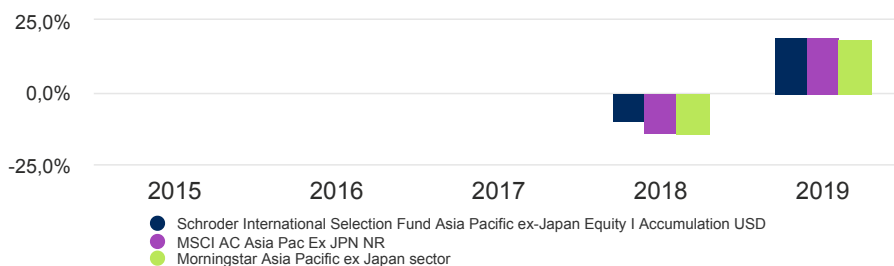 25,0%
0,0%
-25,0%
2015 2016 2017 2018 2019
Schroder International Selection Fund Asia Pacific ex-Japan Equity I Accumulation USD
MSCI AC Asia Pac Ex JPN NR
Morningstar Asia Pacific ex Japan sector